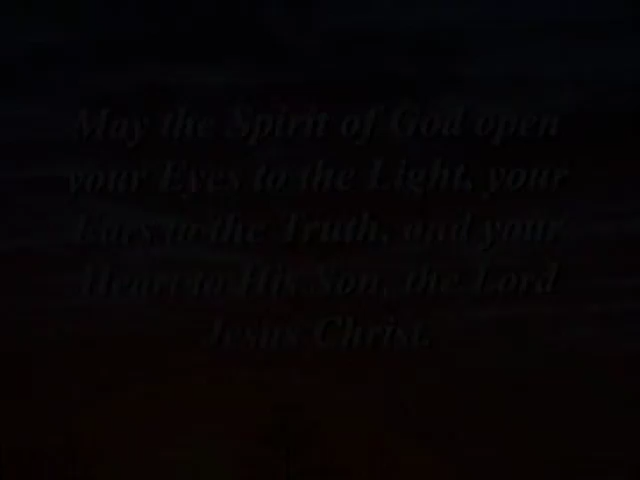 May the Spirit of God open
your Eyes to the Light, your
Ears to the Truth, and your
Heart to His Son, the Lord
Jesus Christ.